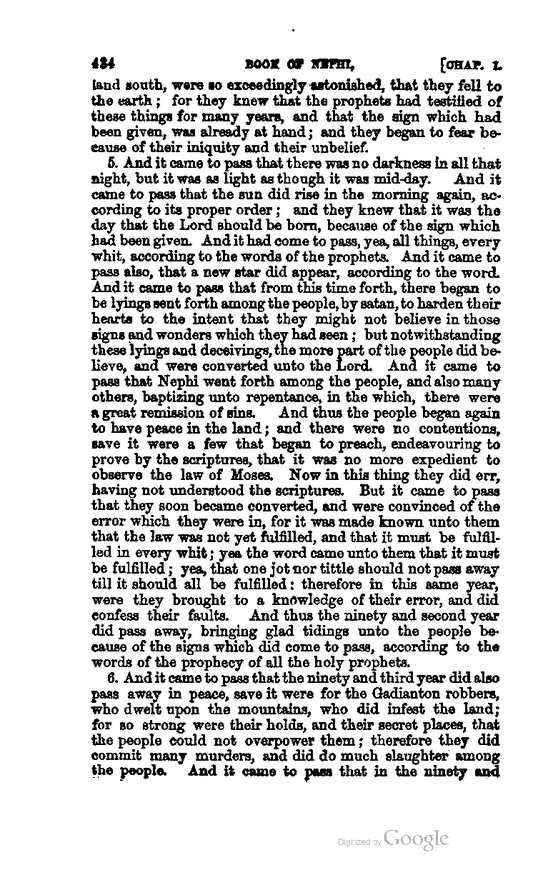 434 BOOK OF NEPHI, [CHAP. I.
land south, were so exceedingly astonished, that they fell to
the earth; for they knew that the prophets had testified of
these things for many years, and that the sign which had
been given, was already at hand; and they began to fear be-
cause of their iniquity and their unbelief.
5. And it came to pass that there was no darkness in all that
night, but it was as light as though it was mid-day. And it
came to pass that the sun did rise in the morning again, ac-
cording to its proper order; and they knew that it was the
day that the Lord should be born, because of the sign which
had been given. And it had come to pass, yea, all things, every
whit, according to the words of the prophets. And it came to
pass also, that a new star did appear, according to the word.
And it came to pass that from this time forth, there began to
be lyings sent forth among the people, by satan, to harden their
hearts to the intent that they might not believe in those
signs and wonders which they had seen; but notwithstanding
these lyings and deceivings, the more part of the people did be-
lieve, and were converted unto the Lord. And it came to
pass that Nephi went forth among the people, and also many
others, baptizing unto repentance, in the which, there were
a great remission of sins. And thus the people began again
to have peace in the land; and there were no contentions,
save it were a few that began to preach, endeavouring to
prove by the scriptures, that it was no more expedient to
observe the law of Moses. Now in this thing they did err,
having not understood the scriptures. But it came to pass
that they soon became converted, and were convinced of the
error which they were in, for it was made known unto them
that the law was not yet fulfilled, and that it must be fulfil-
led in every whit; yea the word came unto them that it must
be fulfilled; yea, that one jot nor tittle should not pass away
till it should all be fulfilled: therefore in this same year,
were they brought to a knowledge of their error, and did
confess their faults. And thus the ninety and second year
did pass away, bringing glad tidings unto the people be-
cause of the signs which did come to pass, according to the
words of the prophecy of all the holy prophets.
6. And it came to pass that the ninety and third year did also
pass away in peace, save it were for the Gadianton robbers,
who dwelt upon the mountains, who did infest the land;
for so strong were their holds, and their secret places, that
the people could not overpower them; therefore they did
commit many murders, and did do much slaughter among
the people. And it came to pass that in the ninety and
Digitized by Google